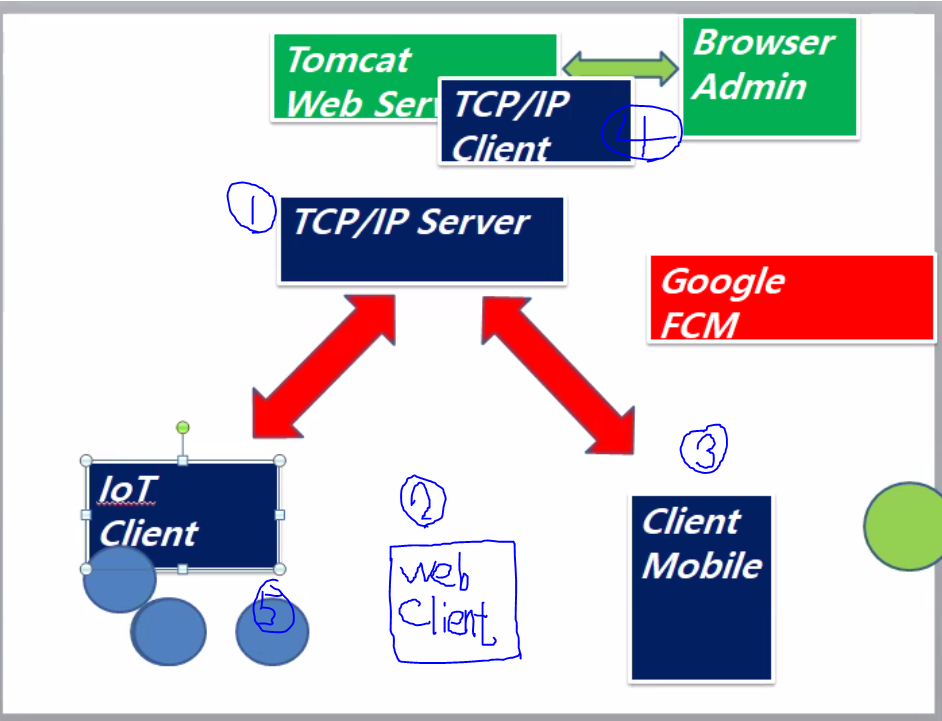 Tomcat
Web Serv
TCP/IP
Client
4
Browser
Admin
1
TCP/IP Server
Google
FCM
IoT
Client
5
2
web
Client
3
Client
Mobile